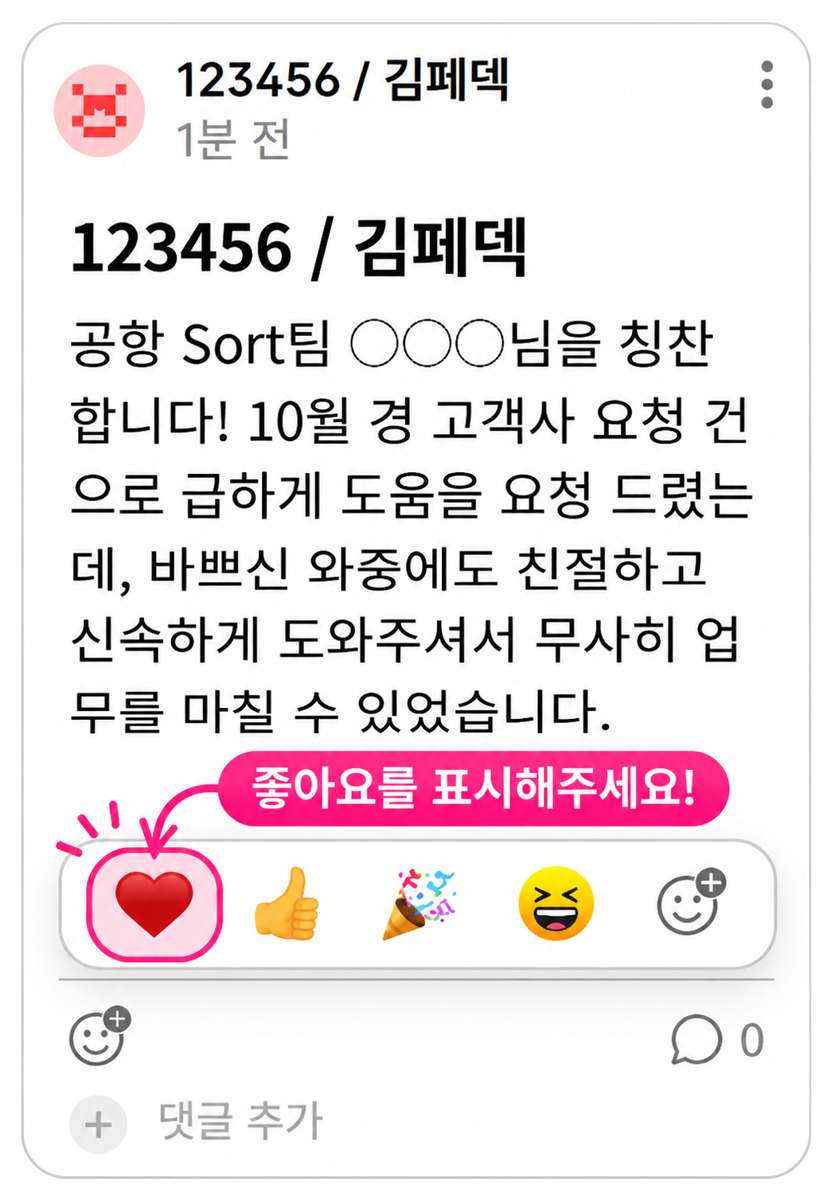 123456 / 김페덱
1분 전
123456 / 김페덱
공항 Sort팀 ○○○님을 칭찬
합니다! 10월 경 고객사 요청 건
으로 급하게 도움을 요청 드렸는
데, 바쁘신 와중에도 친절하고
신속하게 도와주셔서 무사히 업
무를 마칠 수 있었습니다.
좋아요를 표시해주세요!
0
댓글 추가